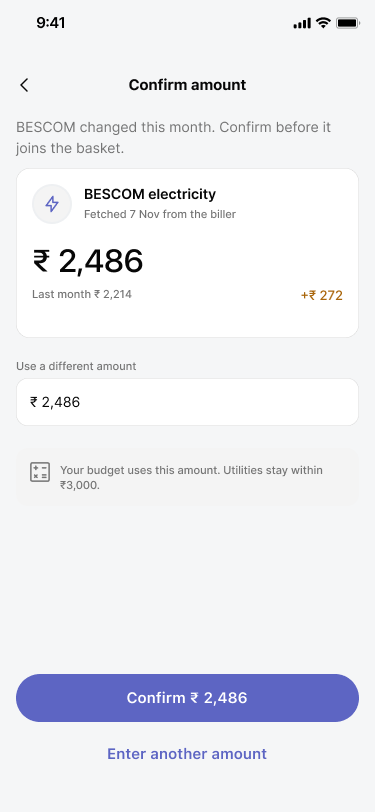 9:41
Confirm amount
BESCOM changed this month. Confirm before it
joins the basket.
BESCOM electricity
Fetched 7 Nov from the biller
₹ 2,486
Last month ₹ 2,214
+₹ 272
Use a different amount
₹ 2,486
Your budget uses this amount. Utilities stay within
₹3,000.
Confirm ₹ 2,486
Enter another amount